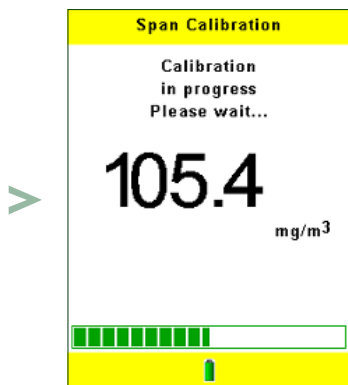 Span Calibration
Calibration
in progress
Please wait...
>
105.4
mg/m³